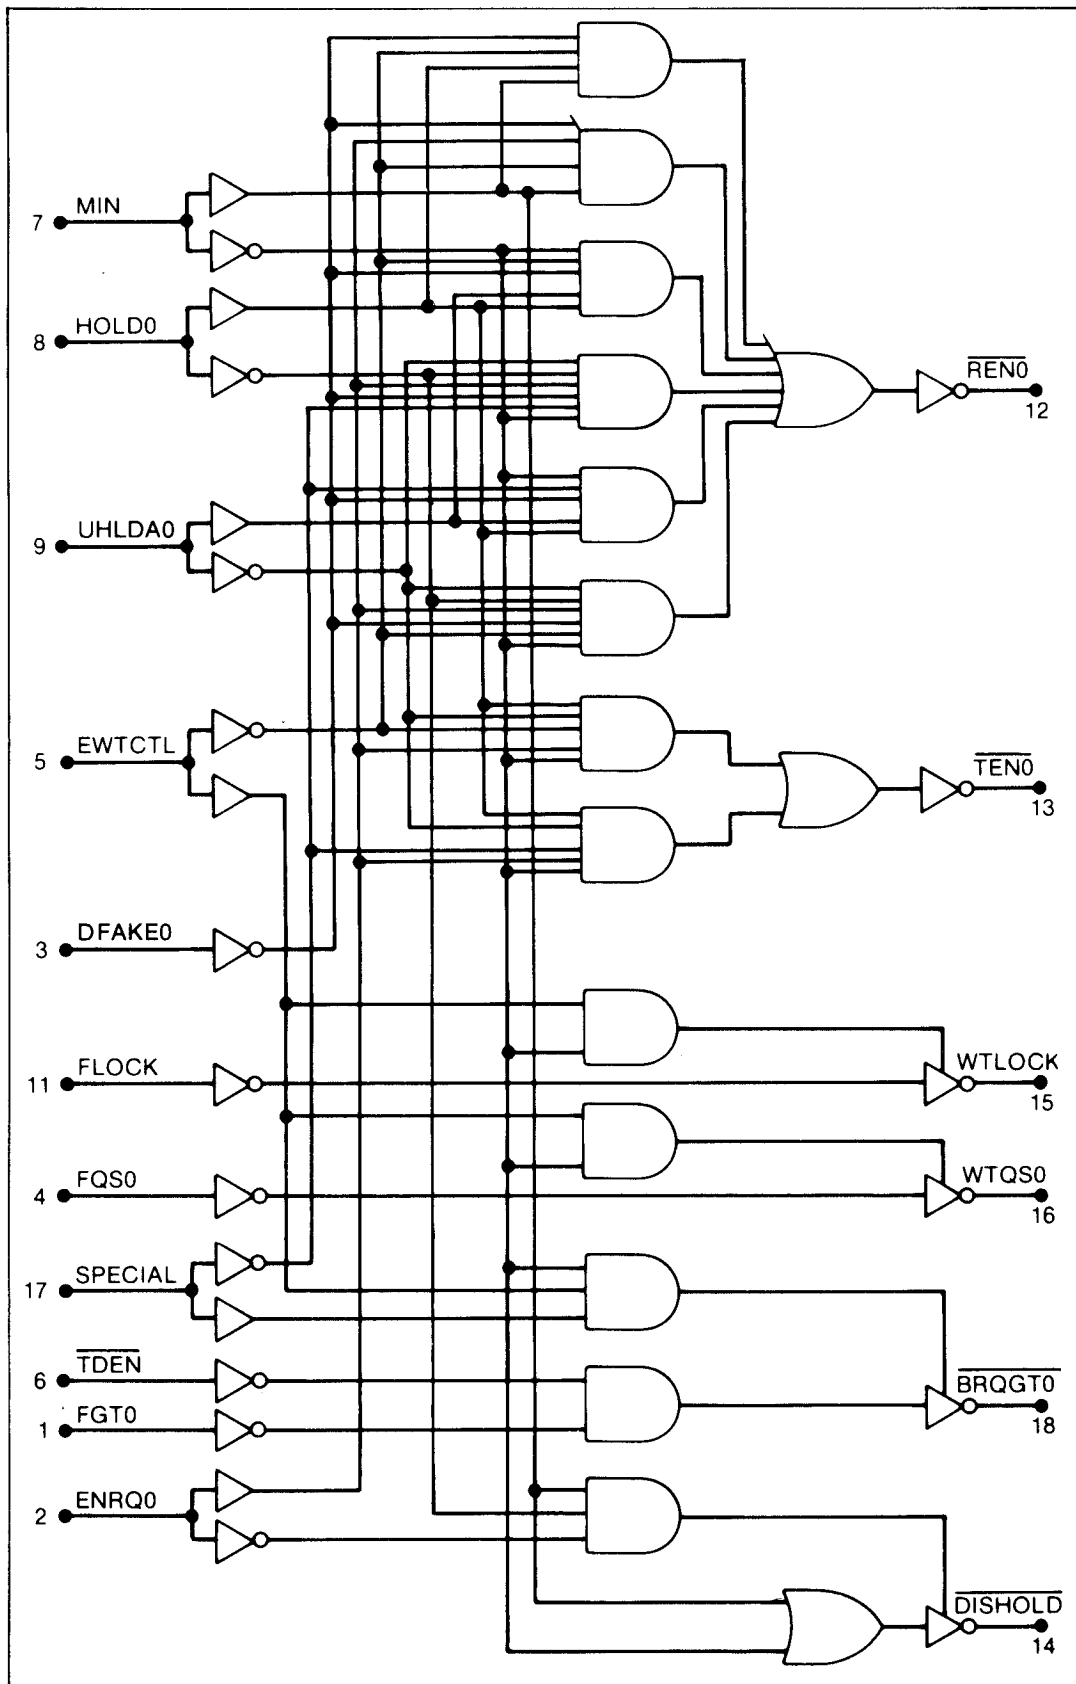 MIN
7
HOLD0
8
REN0
12
UHLDA0
9
EWTCTL
5
TEN0
13
DFAKE0
3
FLOCK
11
WTLOCK
15
FQS0
4
WTQS0
16
SPECIAL
17
TDEN
6
BRQGT0
18
FGT0
1
ENRQ0
2
DISHOLD
14